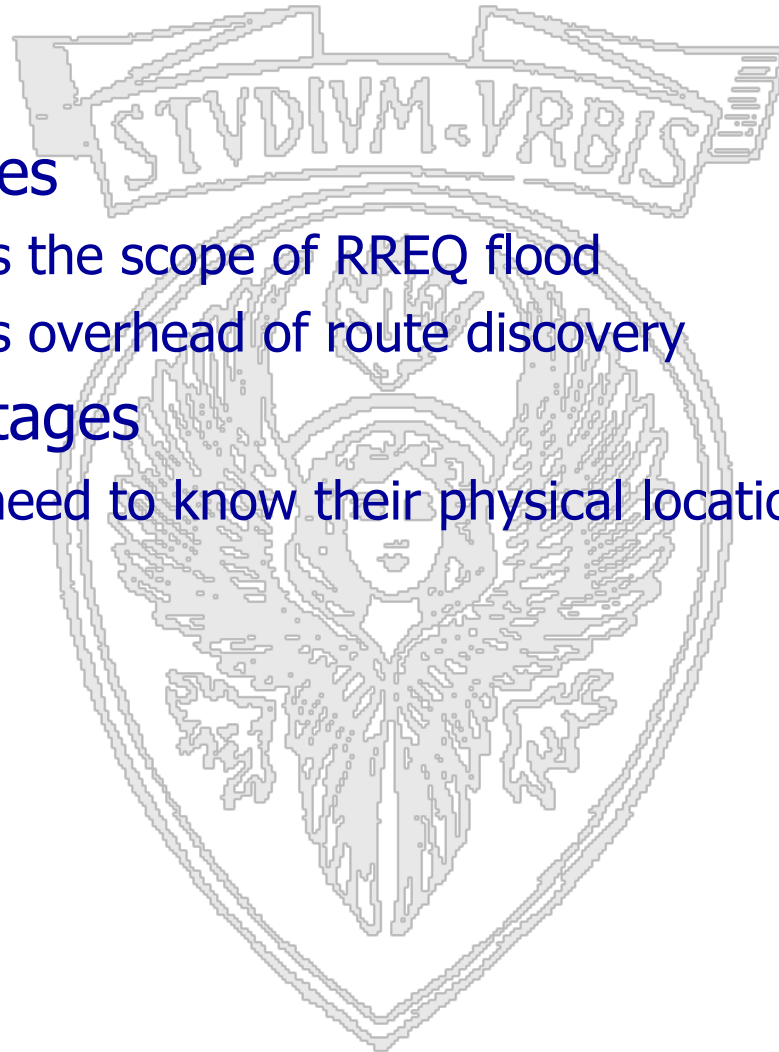 STVDIVM VRBIS
es
s the scope of RREQ flood
s overhead of route discovery
tages
need to know their physical locatio